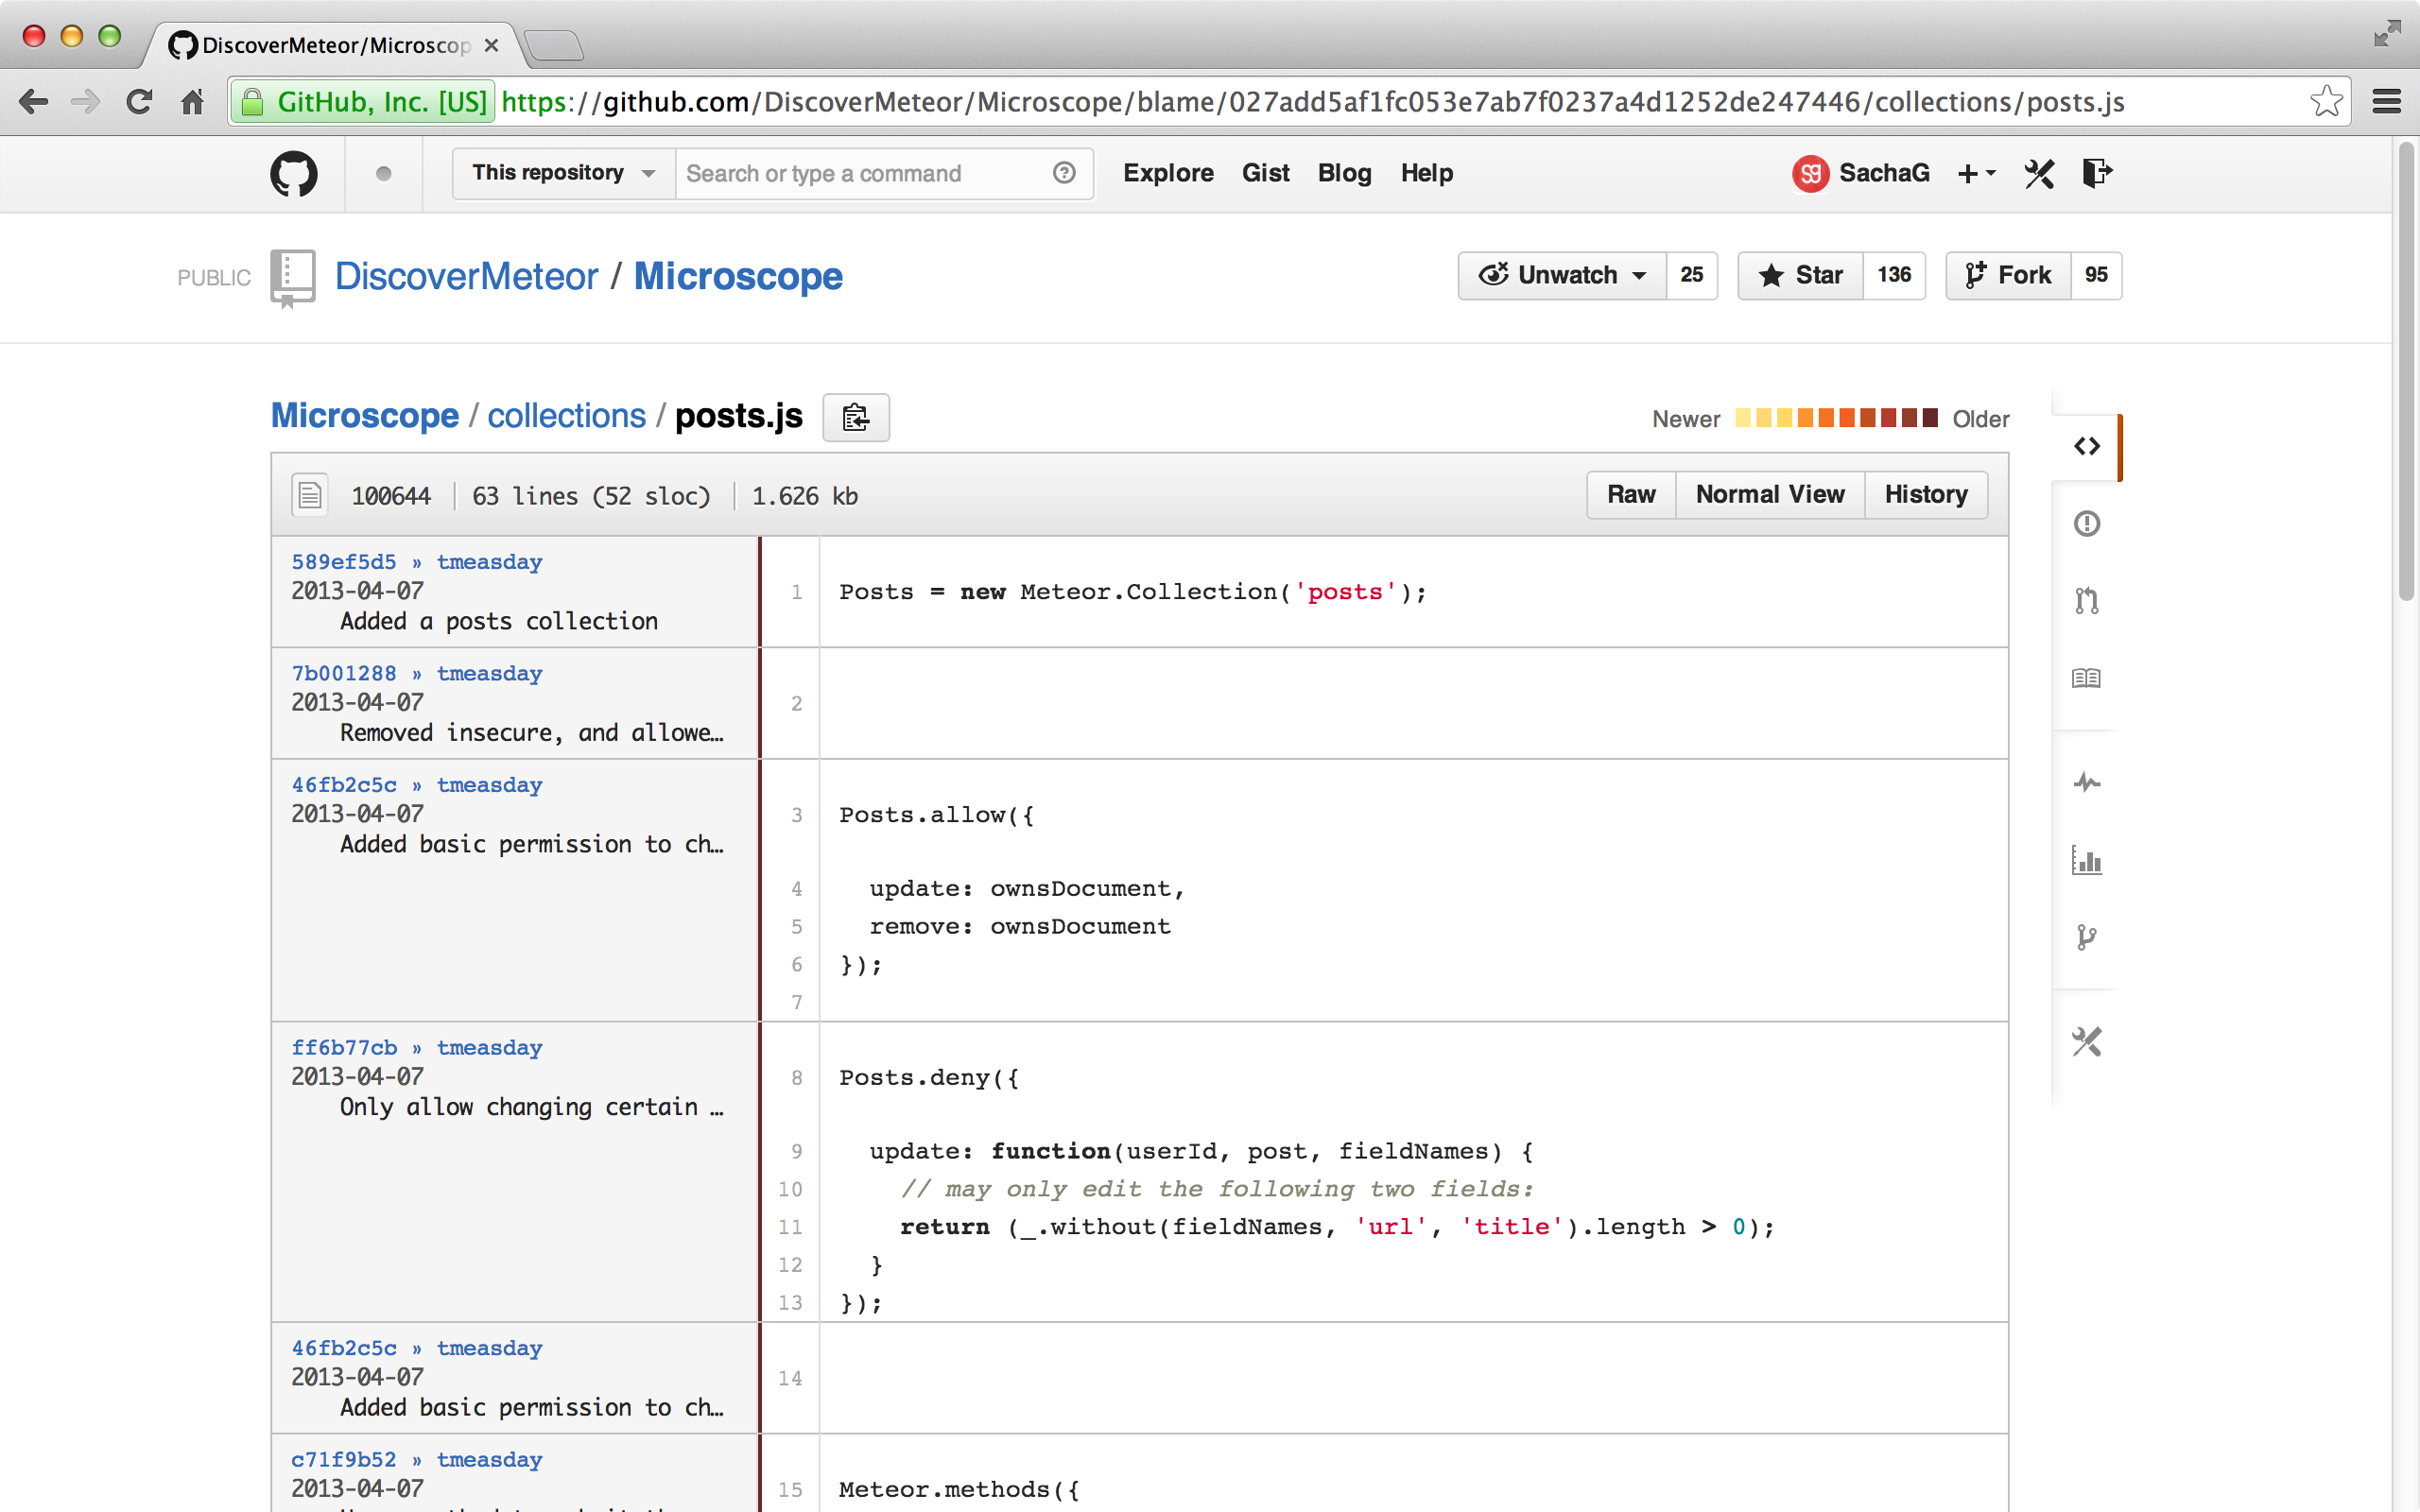 DiscoverMeteor/Microscop
GitHub, Inc. [US] https://github.com/DiscoverMeteor/Microscope/blame/027add5af1fc053e7ab7f0237a4d1252de247446/collections/posts.js
This repository Search or type a command Explore Gist Blog Help SachaG
PUBLIC DiscoverMeteor / Microscope Unwatch 25 Star 136 Fork 95
Microscope / collections / posts.js Newer Older
100644 63 lines (52 sloc) 1.626 kb Raw Normal View History
589ef5d5 » tmeasday
2013-04-07
Added a posts collection
1 Posts = new Meteor.Collection('posts');
7b001288 » tmeasday
2013-04-07
Removed insecure, and allowe…
2
46fb2c5c » tmeasday
2013-04-07
Added basic permission to ch…
3 Posts.allow({
4 update: ownsDocument,
5 remove: ownsDocument
6 });
7
ff6b77cb » tmeasday
2013-04-07
Only allow changing certain …
8 Posts.deny({
9 update: function(userId, post, fieldNames) {
10 // may only edit the following two fields:
11 return (_.without(fieldNames, 'url', 'title').length > 0);
12 }
13 });
46fb2c5c » tmeasday
2013-04-07
Added basic permission to ch…
14
c71f9b52 » tmeasday
2013-04-07
15 Meteor.methods({